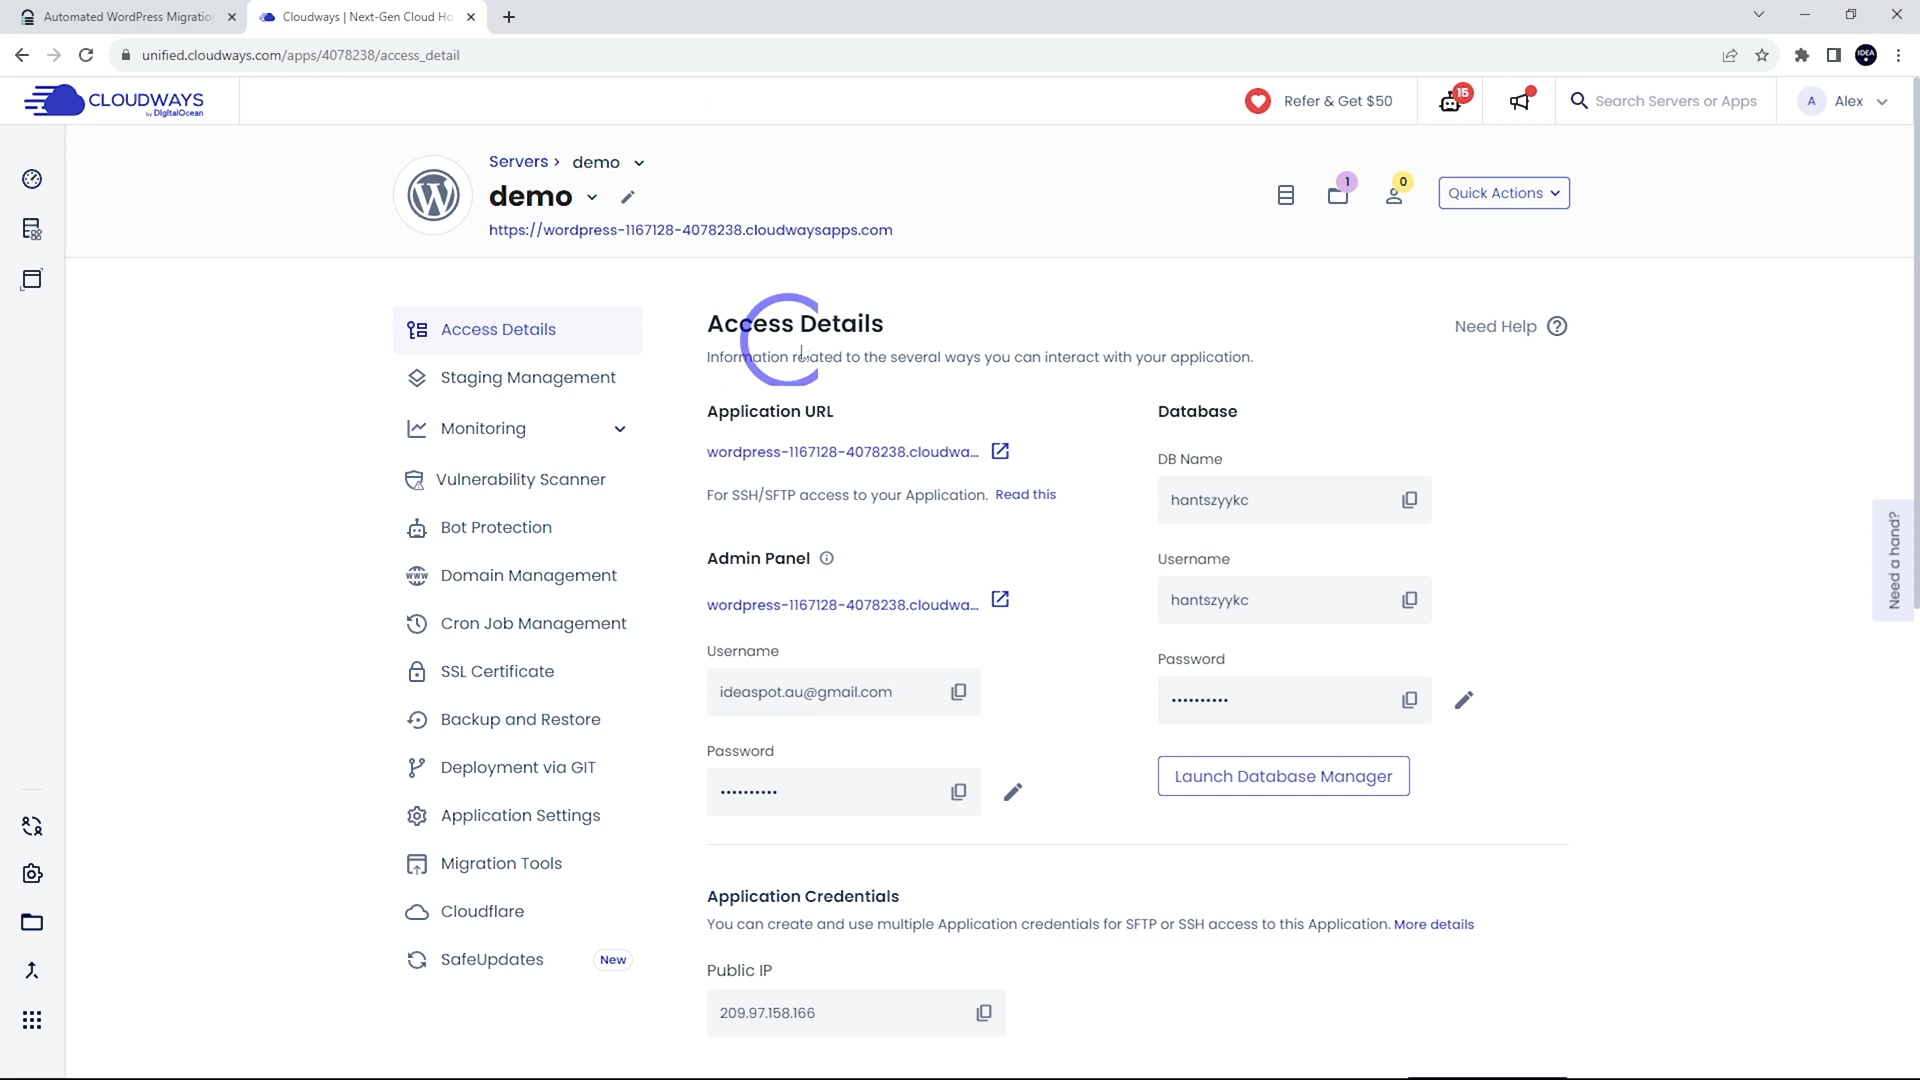 Automated WordPress Migratio
Cloudways | Next-Gen Cloud Ho
unified.cloudways.com/apps/4078238/access_detail
IDEA
CLOUDWAYS
by DigitalOcean
Refer & Get $50
15
Search Servers or Apps
A
Alex
Servers >
demo
demo
https://wordpress-1167128-4078238.cloudwaysapps.com
1
0
Quick Actions
Access Details
Staging Management
Monitoring
Vulnerability Scanner
Bot Protection
www
Domain Management
Cron Job Management
SSL Certificate
Backup and Restore
Deployment via GIT
Application Settings
Migration Tools
Cloudflare
SafeUpdates
New
Access Details
Need Help
Information related to the several ways you can interact with your application.
Application URL
wordpress-1167128-4078238.cloudwa...
For SSH/SFTP access to your Application. Read this
Admin Panel
wordpress-1167128-4078238.cloudwa...
Username
ideaspot.au@gmail.com
Password
••••••••••
Database
DB Name
hantszyykc
Username
hantszyykc
Password
••••••••••
Launch Database Manager
Application Credentials
You can create and use multiple Application credentials for SFTP or SSH access to this Application. More details
Public IP
209.97.158.166
Need a hand?